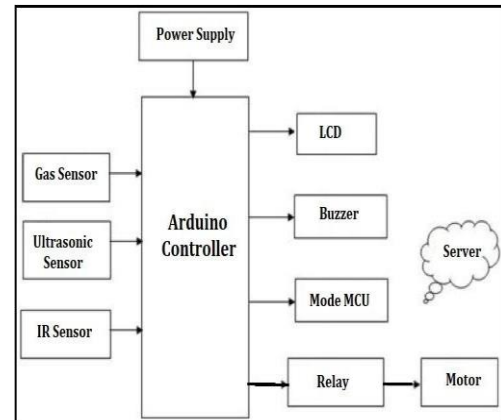 Power Supply
LCD
Gas Sensor
Arduino
Controller
Buzzer
Ultrasonic
Sensor
Server
Mode MCU
IR Sensor
Relay
Motor